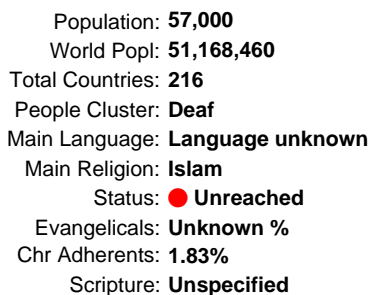 Population: 57,000
World Popl: 51,168,460
Total Countries: 216
People Cluster: Deaf
Main Language: Language unknown
Main Religion: Islam
Status: Unreached
Evangelicals: Unknown %
Chr Adherents: 1.83%
Scripture: Unspecified